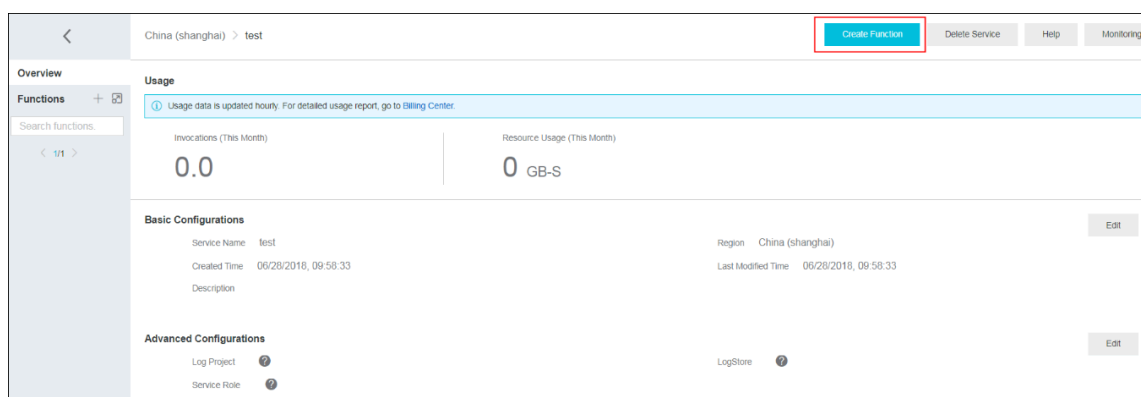 China (shanghai) > test
Create Function
Delete Service
Help
Monitoring
Overview
Functions
Search functions.
1/1
Usage
Usage data is updated hourly. For detailed usage report, go to Billing Center.
Invocations (This Month)
0.0
Resource Usage (This Month)
0 GB-S
Basic Configurations
Edit
Service Name test
Region China (shanghai)
Created Time 06/28/2018, 09:58:33
Last Modified Time 06/28/2018, 09:58:33
Description
Advanced Configurations
Edit
Log Project
LogStore
Service Role